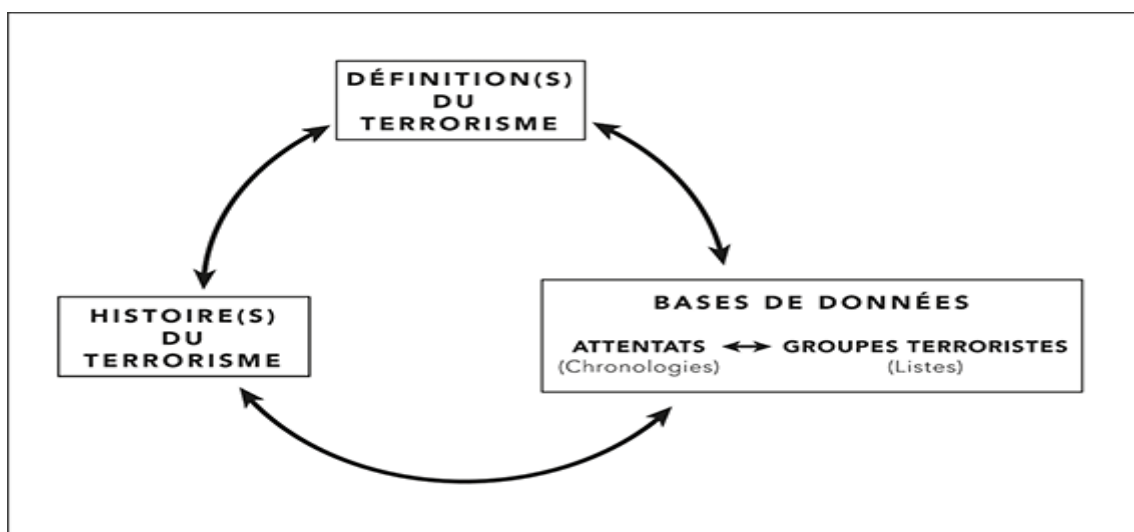 DÉFINITION(S)
DU
TERRORISME
HISTOIRE(S)
DU
TERRORISME
BASES DE DONNÉES
ATTENTATS GROUPES TERRORISTES
(Chronologies) (Listes)